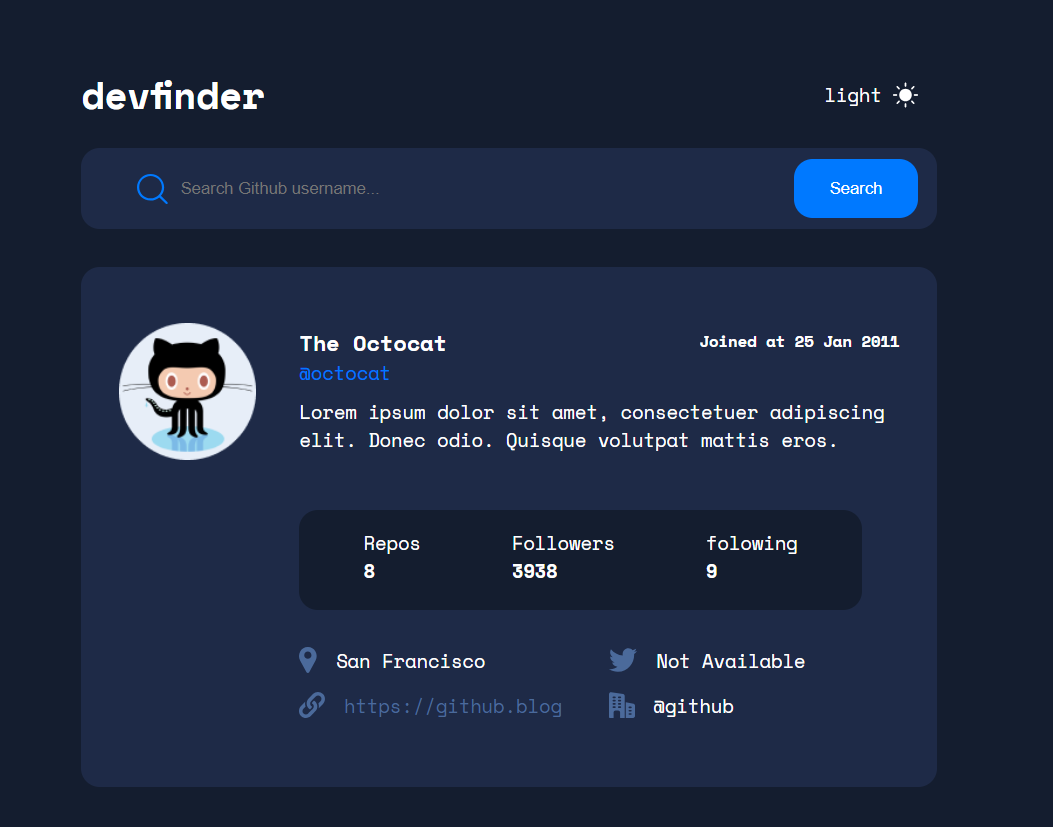 devfinder
light
Search Github username...
Search
The Octocat
Joined at 25 Jan 2011
@octocat
Lorem ipsum dolor sit amet, consectetuer adipiscing
elit. Donec odio. Quisque volutpat mattis eros.
Repos
Followers
folowing
8
3938
9
San Francisco
Not Available
https://github.blog
@github